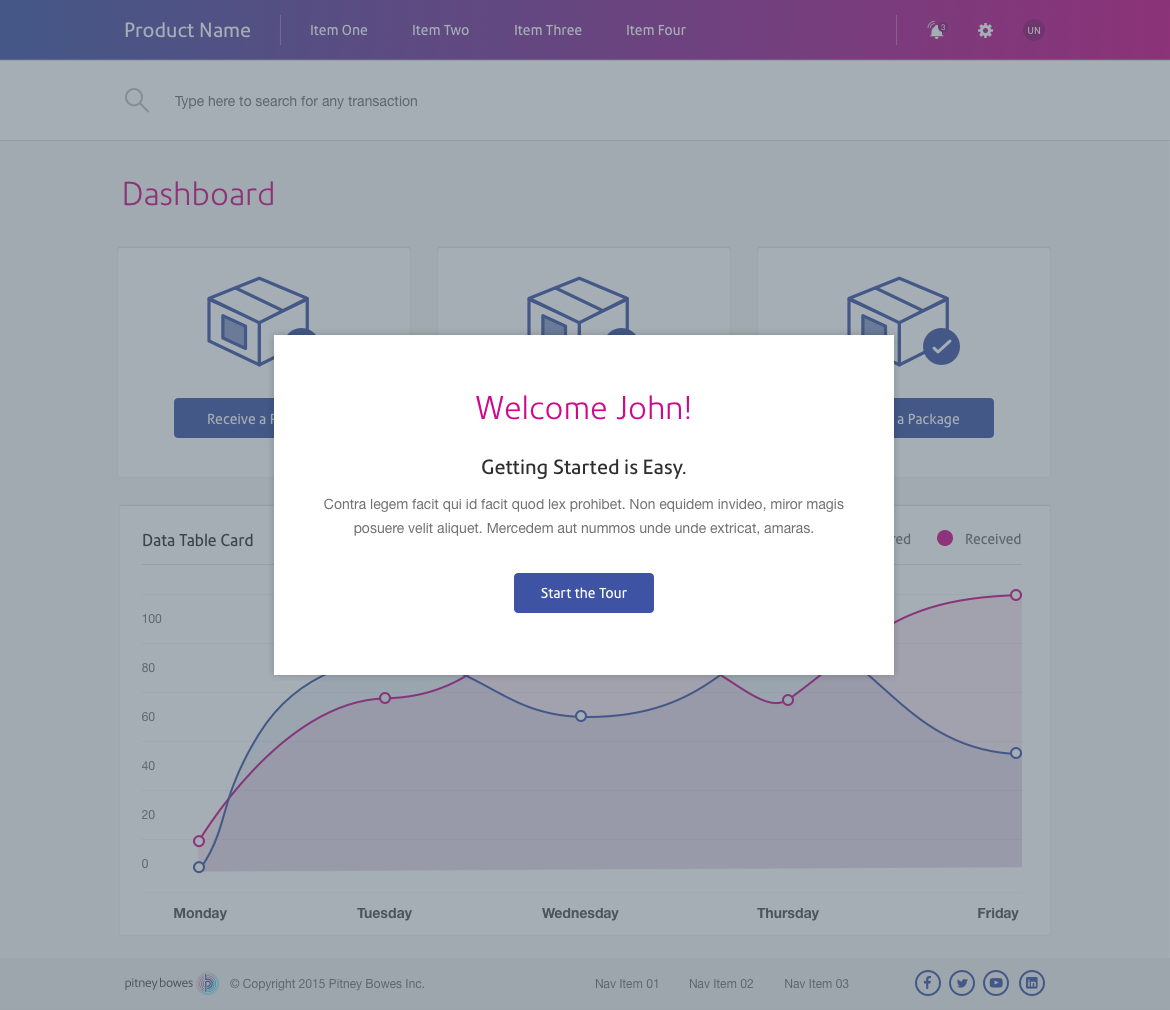 Product Name
Item One
Item Two
Item Three
Item Four
3
UN
Type here to search for any transaction
Dashboard
Receive a
a Package
Welcome John!
Getting Started is Easy.
Contra legem facit qui id facit quod lex prohibet. Non equidem invideo, miror magis
posuere velit aliquet. Mercedem aut nummos unde unde extricat, amaras.
Start the Tour
Data Table Card
Received
100
80
60
40
20
0
Monday
Tuesday
Wednesday
Thursday
Friday
pitney bowes
© Copyright 2015 Pitney Bowes Inc.
Nav Item 01
Nav Item 02
Nav Item 03